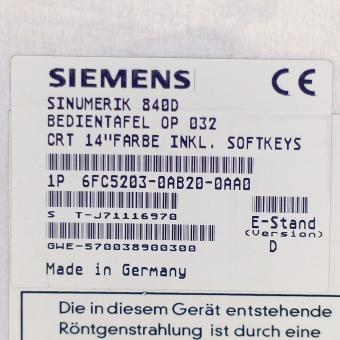 SIEMENS CE
SINUMERIK 840D
BEDIENTAFEL OP 032
CRT 14"FARBE INKL. SOFTKEYS
1P 6FC5203-0AB20-0AA0
S T-J71116970
E-Stand
(Version)
GWE-570038900300
D
Made in Germany
Die in diesem Gerät entstehende
Röntgenstrahlung ist durch eine